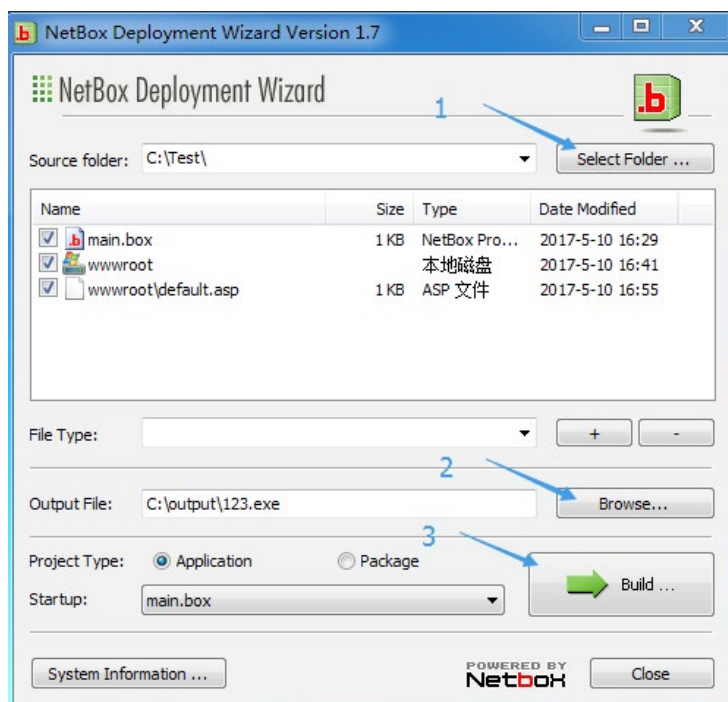 NetBox Deployment Wizard Version 1.7
NetBox Deployment Wizard
.b
1
Source folder: C:\Test\ Select Folder ...
Name Size Type Date Modified
main.box 1 KB NetBox Pro... 2017-5-10 16:29
wwwroot 本地磁盘 2017-5-10 16:41
wwwroot\default.asp 1 KB ASP 文件 2017-5-10 16:55
File Type: + -
2
Output File: C:\output\123.exe Browse...
3
Project Type: Application Package
Build ...
Startup: main.box
System Information ... POWERED BY Netbox Close